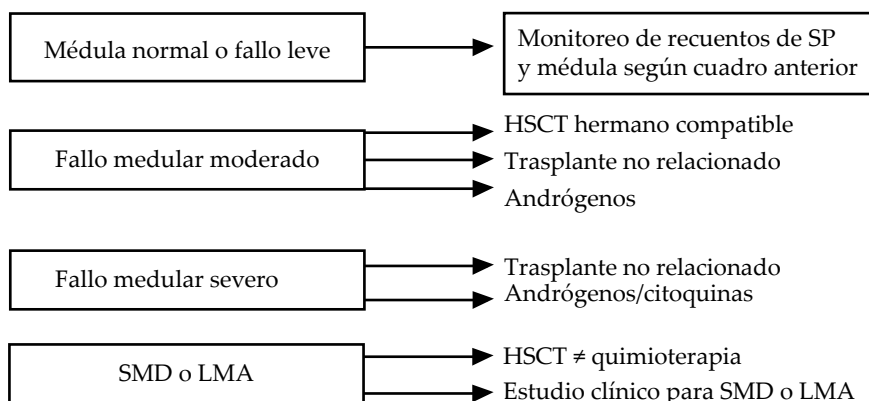 Médula normal o fallo leve
Monitoreo de recuentos de SP
y médula según cuadro anterior
Fallo medular moderado
HSCT hermano compatible
Trasplante no relacionado
Andrógenos
Fallo medular severo
Trasplante no relacionado
Andrógenos/citoquinas
SMD o LMA
HSCT ≠ quimioterapia
Estudio clínico para SMD o LMA